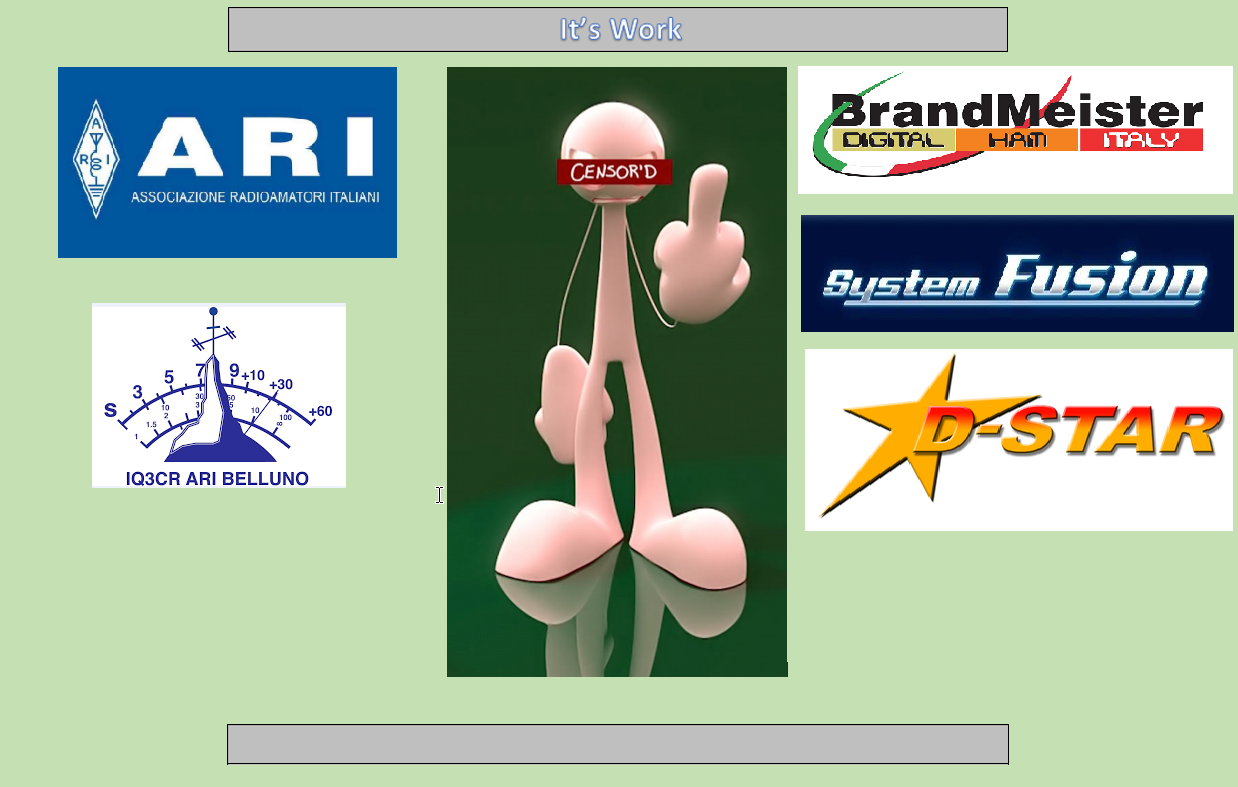 It's Work
ARI
A
R I
ASSOCIAZIONE RADIOAMATORI ITALIANI
CENSOR'D
BrandMeister
DIGITAL HAM ITALY
System Fusion
D-STAR
S 3 5 7 9 +10 +30 +60
1 1.5 2 3 5
10 30 50 10 100 ∞
IQ3CR ARI BELLUNO